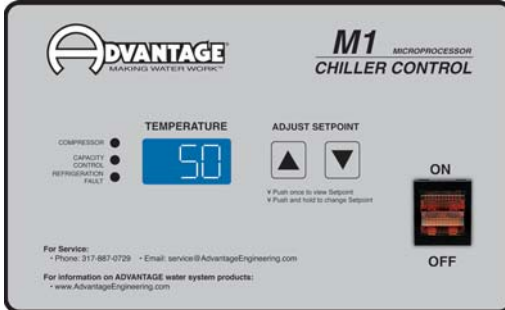 ADVANTAGE
MAKING WATER WORK™
M1 MICROPROCESSOR
CHILLER CONTROL
TEMPERATURE
ADJUST SETPOINT
COMPRESSOR
CAPACITY
CONTROL
REFRIGERATION
FAULT
50
¥ Push once to view Setpoint
¥ Push and hold to change Setpoint
ON
OFF
For Service:
• Phone: 317-887-0729 • Email: service@AdvantageEngineering.com
For information on ADVANTAGE water system products:
• www.AdvantageEngineering.com